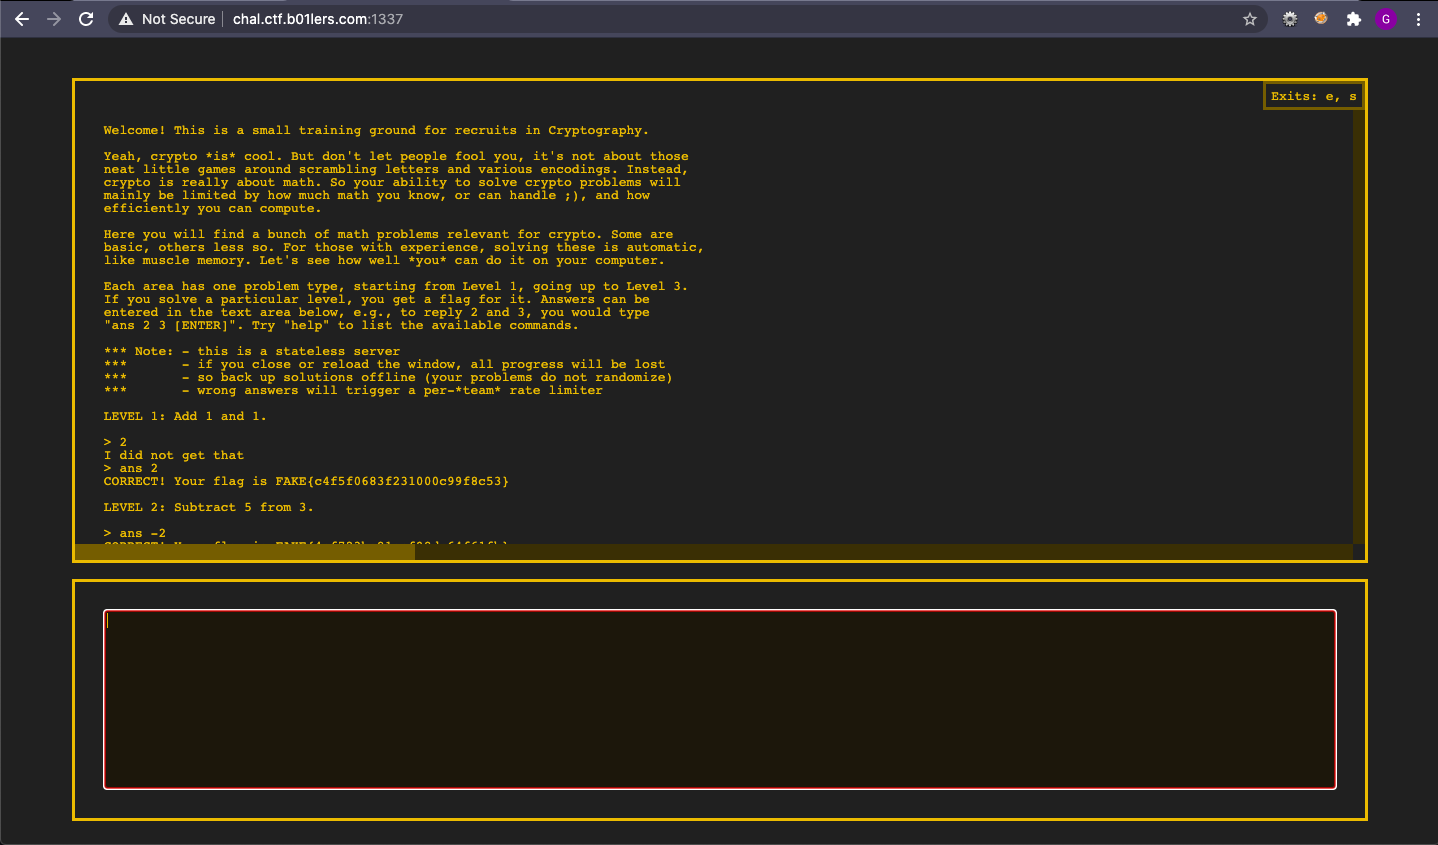 Not Secure chal.ctf.b01lers.com:1337
G
Exits: e, s
Welcome! This is a small training ground for recruits in Cryptography.
Yeah, crypto *is* cool. But don't let people fool you, it's not about those
neat little games around scrambling letters and various encodings. Instead,
crypto is really about math. So your ability to solve crypto problems will
mainly be limited by how much math you know, or can handle ;), and how
efficiently you can compute.
Here you will find a bunch of math problems relevant for crypto. Some are
basic, others less so. For those with experience, solving these is automatic,
like muscle memory. Let's see how well *you* can do it on your computer.
Each area has one problem type, starting from Level 1, going up to Level 3.
If you solve a particular level, you get a flag for it. Answers can be
entered in the text area below, e.g., to reply 2 and 3, you would type
"ans 2 3 [ENTER]". Try "help" to list the available commands.
*** Note: - this is a stateless server
***       - if you close or reload the window, all progress will be lost
***       - so back up solutions offline (your problems do not randomize)
***       - wrong answers will trigger a per-*team* rate limiter
LEVEL 1: Add 1 and 1.
> 2
I did not get that
> ans 2
CORRECT! Your flag is FAKE{c4f5f0683f231000c99f8c53}
LEVEL 2: Subtract 5 from 3.
> ans -2
CORRECT! Your flag is